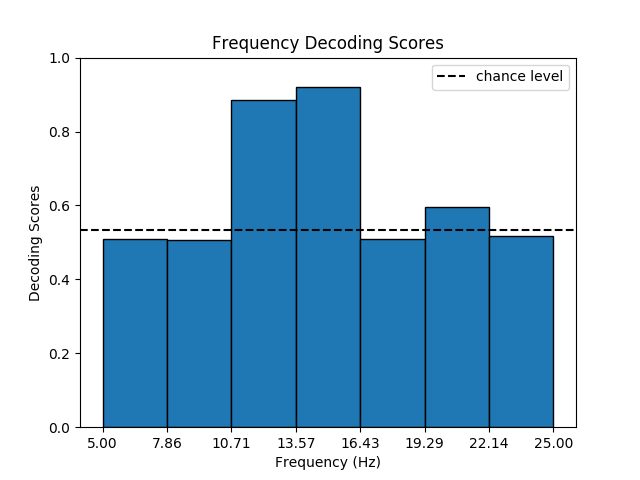 Frequency Decoding Scores
chance level
1.0
0.8
0.6
0.4
0.2
0.0
Decoding Scores
5.00 7.86 10.71 13.57 16.43 19.29 22.14 25.00
Frequency (Hz)